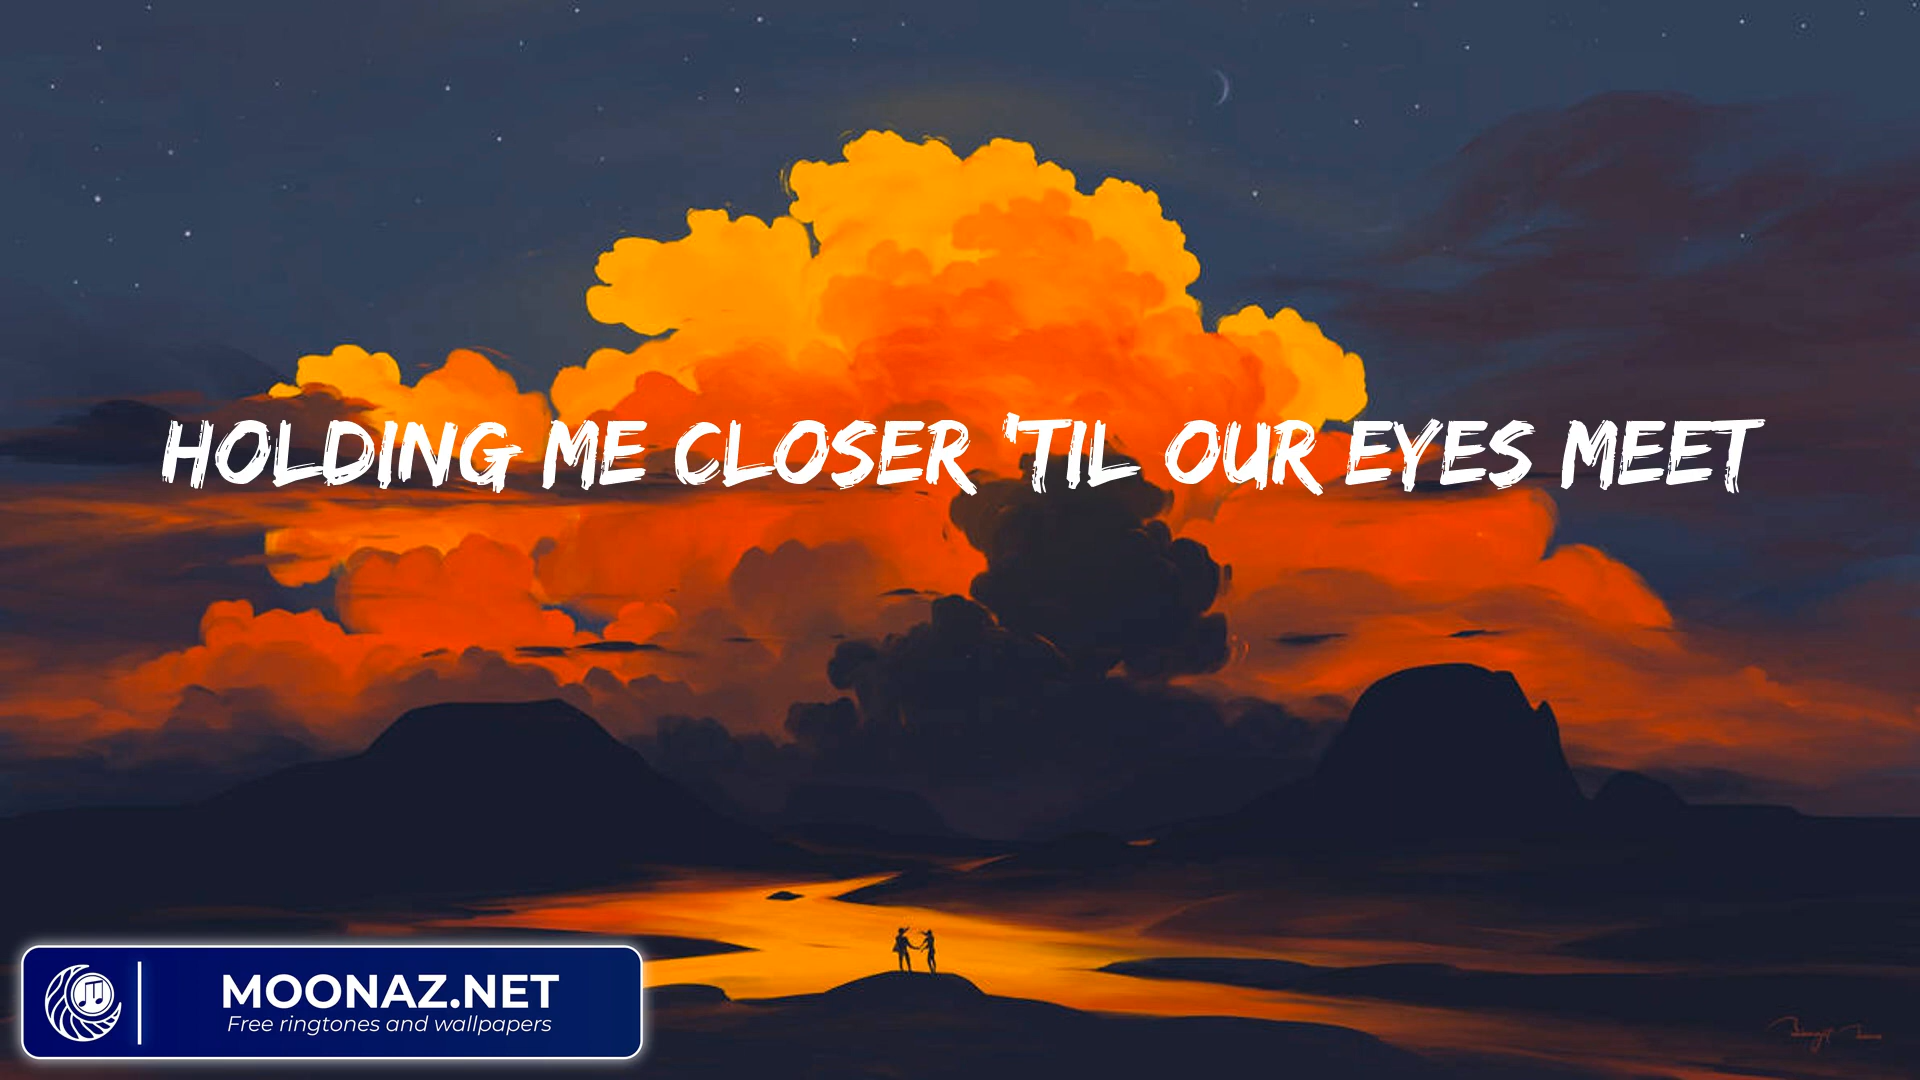 HOLDING ME CLOSER 'TIL OUR EYES MEET
MOONAZ.NET
Free ringtones and wallpapers